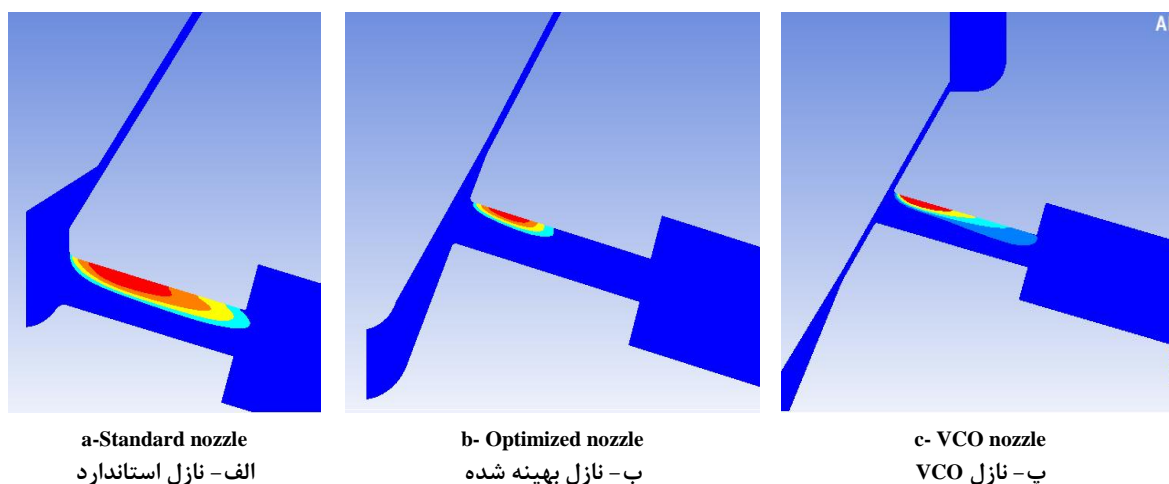 a-Standard nozzle
الف- نازل استاندارد
b- Optimized nozzle
ب- نازل بهینه شده
c- VCO nozzle
پ- نازل VCO